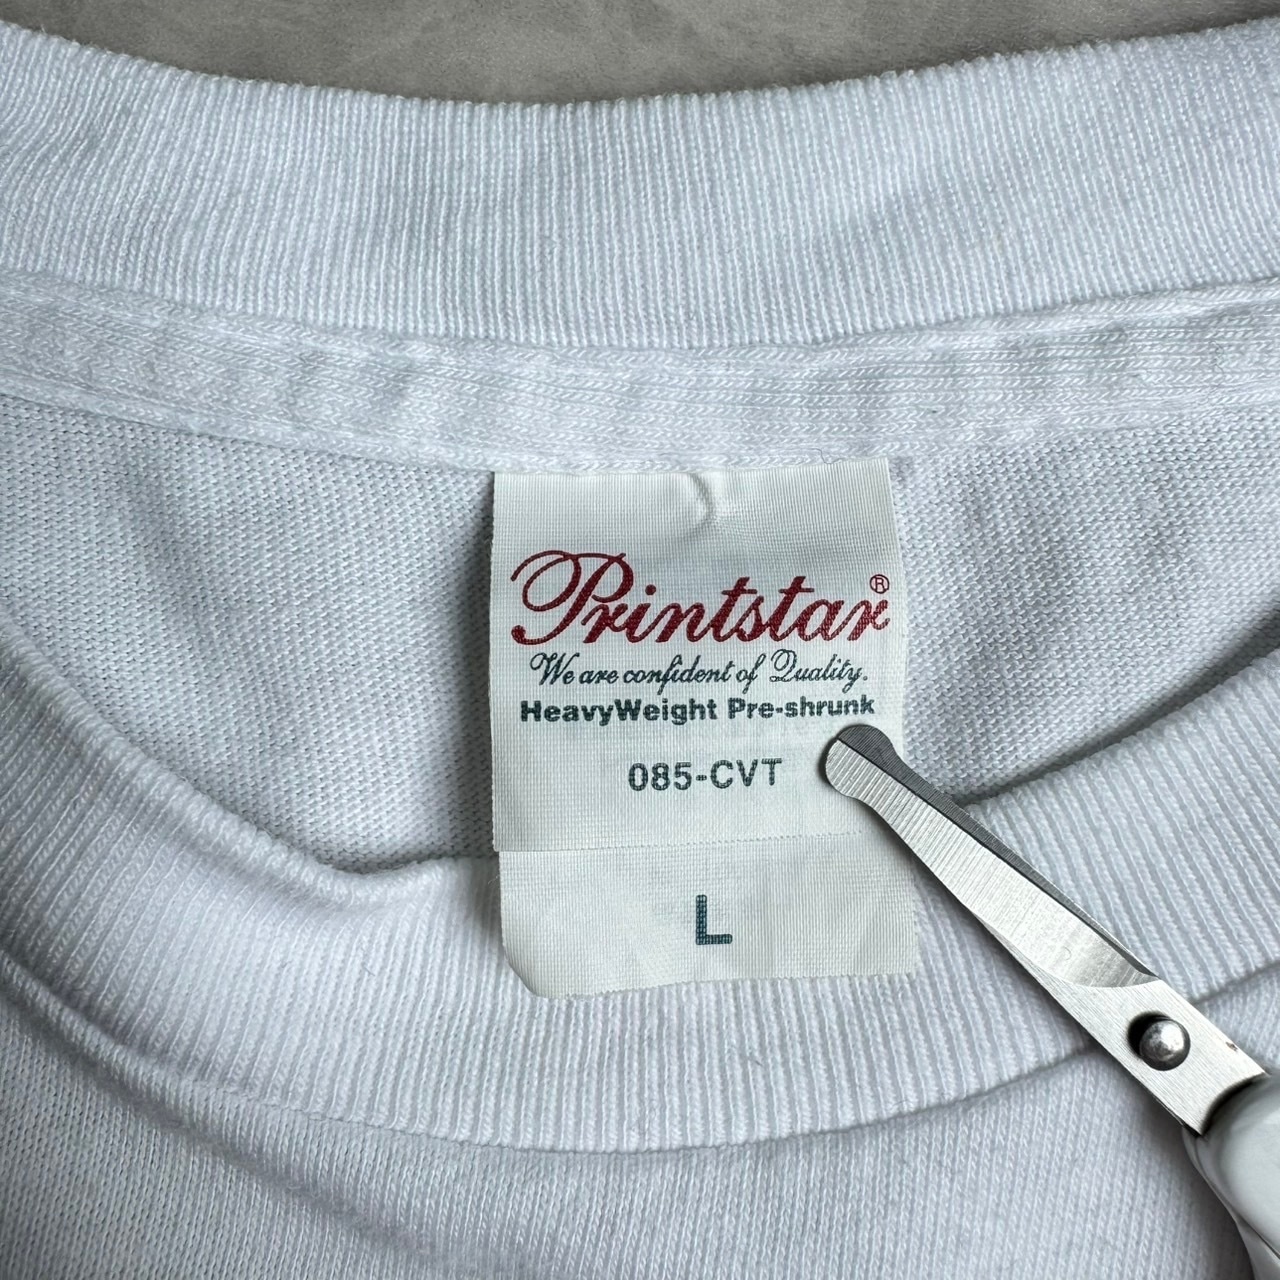 Printstar®
We are confident of Quality.
HeavyWeight Pre-shrunk
085-CVT
L